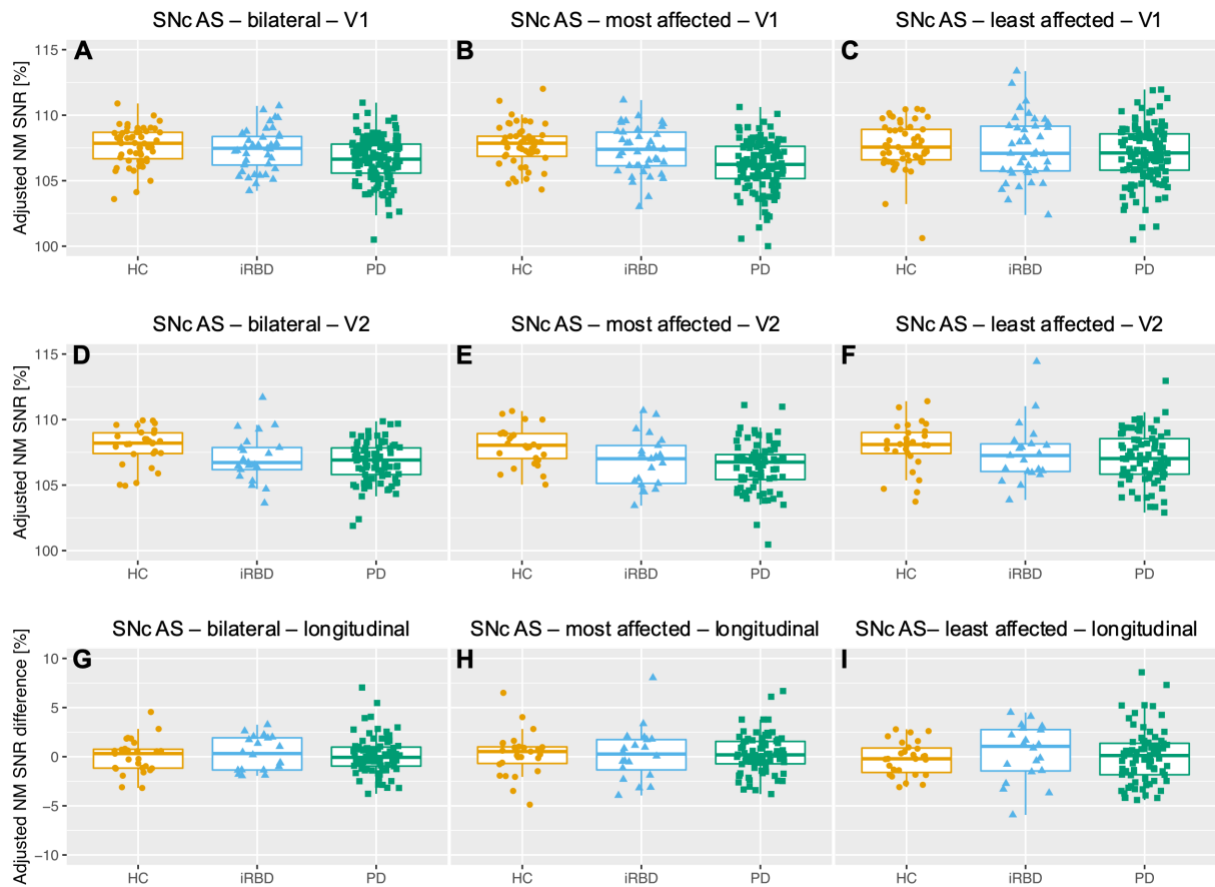 SNc AS – bilateral – V1
SNc AS – most affected – V1
SNc AS – least affected – V1
A
B
C
Adjusted NM SNR [%]
115
110
105
100
HC
iRBD
PD
HC
iRBD
PD
HC
iRBD
PD
SNc AS – bilateral – V2
SNc AS – most affected – V2
SNc AS – least affected – V2
D
E
F
Adjusted NM SNR [%]
115
110
105
100
HC
iRBD
PD
HC
iRBD
PD
HC
iRBD
PD
SNc AS – bilateral – longitudinal
SNc AS – most affected – longitudinal
SNc AS– least affected – longitudinal
G
H
I
Adjusted NM SNR difference [%]
10
5
0
−5
−10
HC
iRBD
PD
HC
iRBD
PD
HC
iRBD
PD